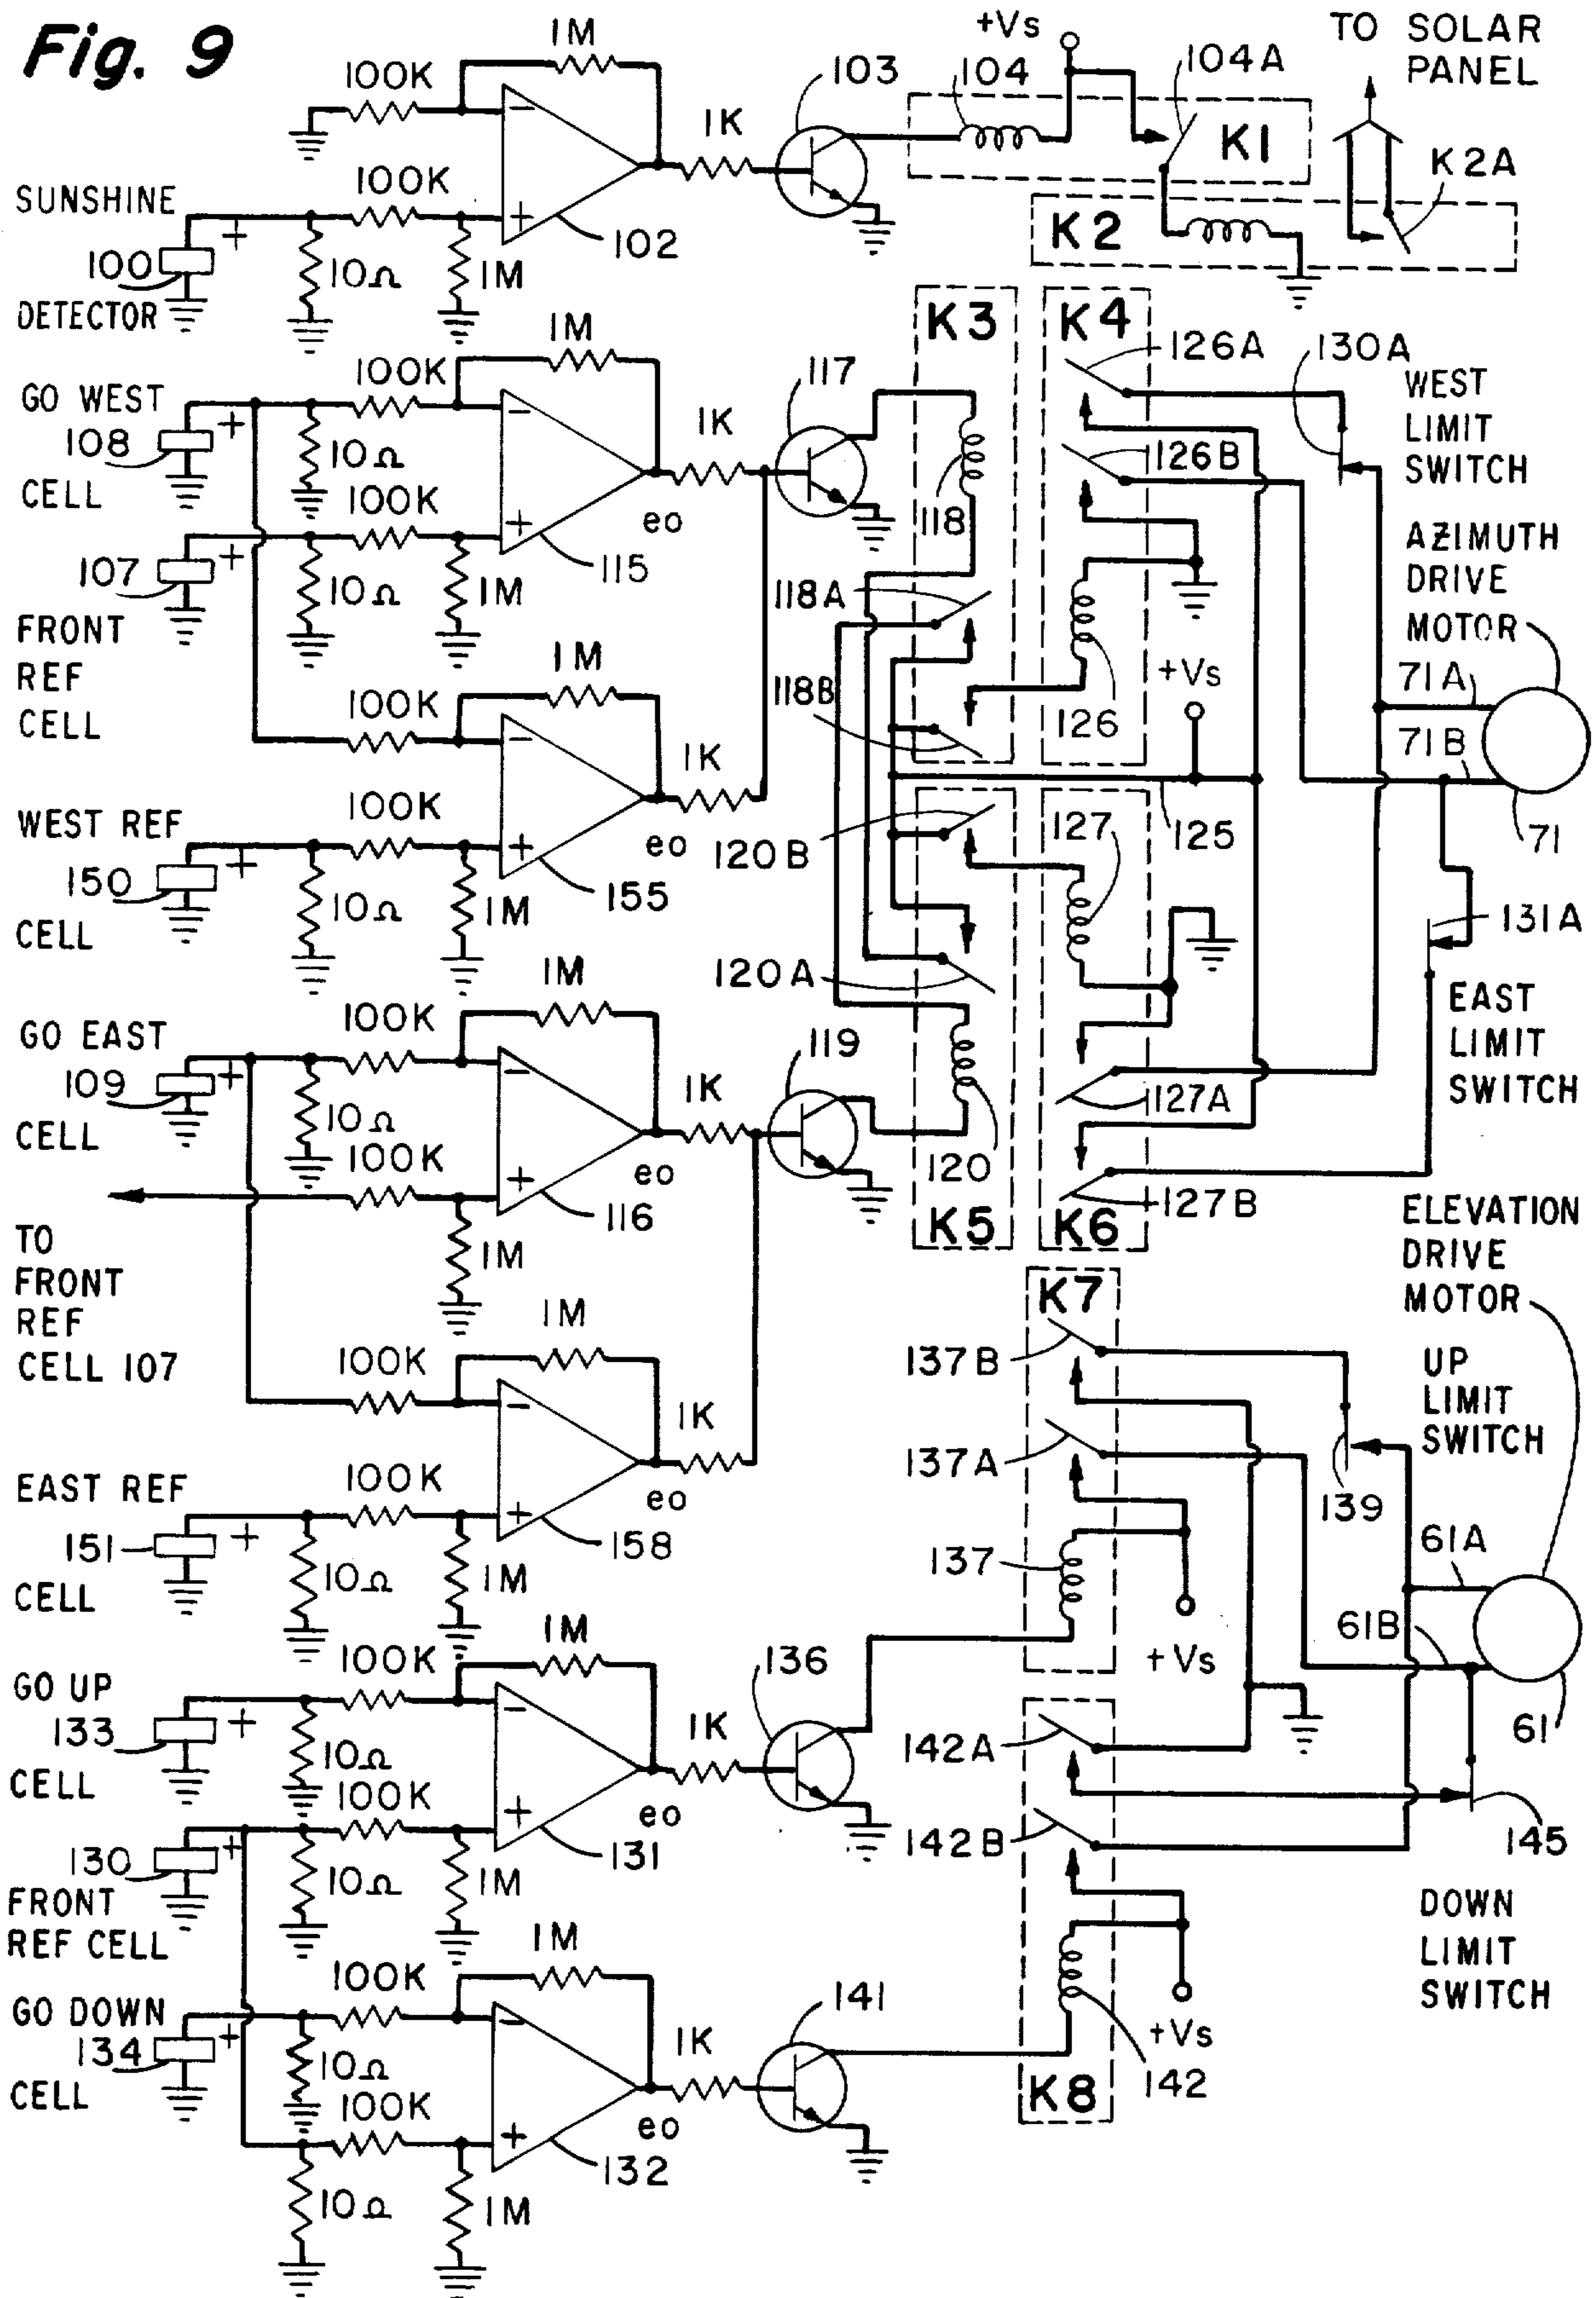 Fig. 9
1M
+Vs
TO SOLAR
PANEL
100K
103
104
104A
1K
K1
K2A
SUNSHINE
100K
+
100
DETECTOR
10Ω
1M
−
+
102
K2
1M
K3
K4
126A
130A
WEST
LIMIT
SWITCH
100K
GO WEST
108
CELL
+
10Ω
−
117
1K
126B
118
100K
eo
+
107
+
10Ω
1M
115
AZIMUTH
DRIVE
MOTOR
118A
FRONT
REF
CELL
1M
+Vs
118B
126
71A
100K
−
71B
1K
WEST REF
150
CELL
100K
+
+
eo
120B
127
125
71
10Ω
1M
155
131A
120A
1M
EAST
LIMIT
SWITCH
GO EAST
109
CELL
100K
+
−
119
10Ω
1K
127A
100K
+
eo
120
127B
116
K5
K6
TO
FRONT
REF
CELL 107
1M
ELEVATION
DRIVE
MOTOR
K7
1M
100K
137B
UP
LIMIT
SWITCH
−
1K
137A
EAST REF
151
CELL
100K
+
+
eo
139
10Ω
1M
158
137
61A
61B
1M
+Vs
GO UP
133
CELL
100K
+
−
136
10Ω
1K
142A
61
100K
+
eo
130
+
FRONT
REF CELL
10Ω
1M
131
142B
145
DOWN
LIMIT
SWITCH
1M
100K
GO DOWN
134
CELL
+
−
141
10Ω
1K
+Vs
100K
+
eo
K8
142
132
10Ω
1M